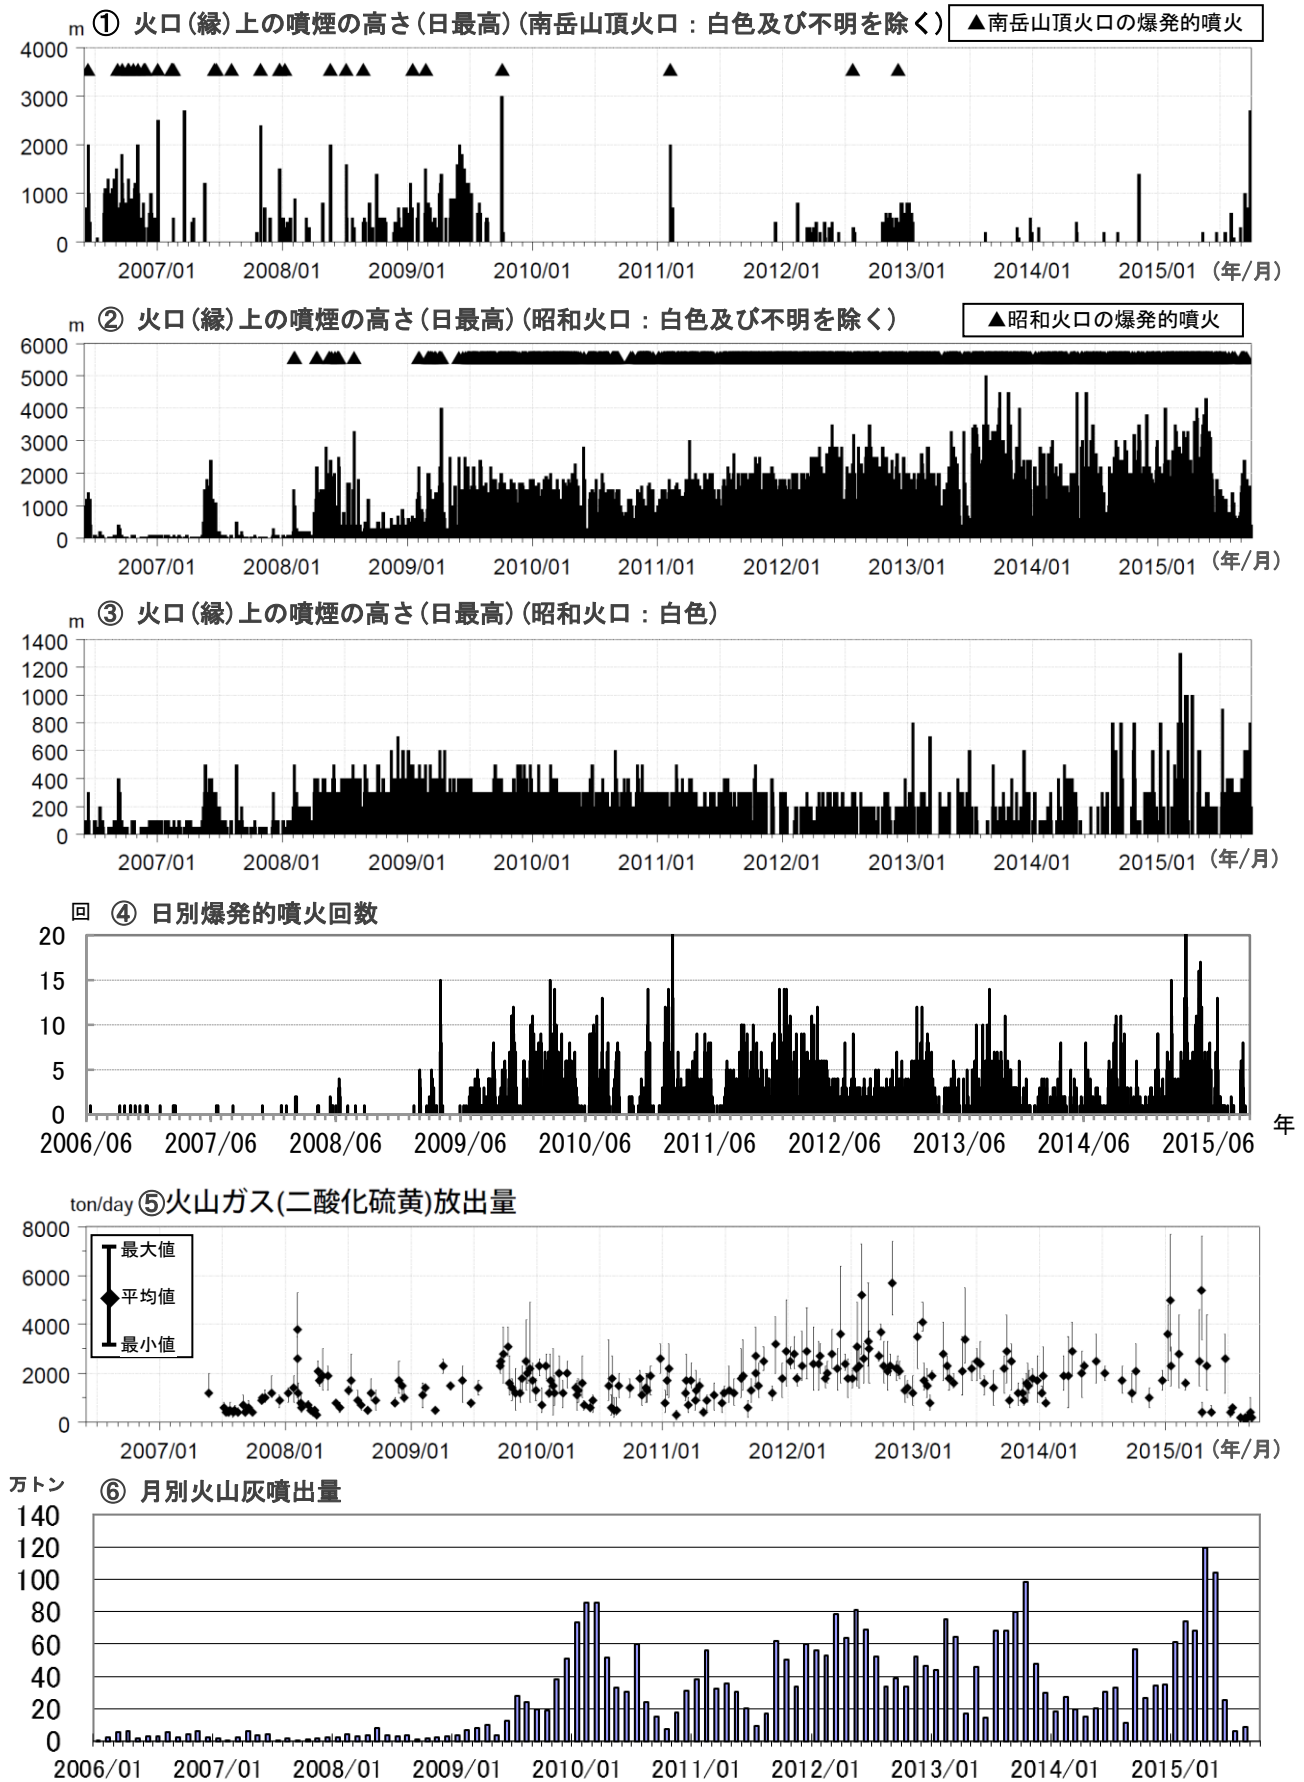 m ① 火口(縁)上の噴煙の高さ(日最高)(南岳山頂火口：白色及び不明を除く) ▲南岳山頂火口の爆発的噴火
4000
3000
2000
1000
0
2007/01 2008/01 2009/01 2010/01 2011/01 2012/01 2013/01 2014/01 2015/01 (年/月)
m ② 火口(縁)上の噴煙の高さ(日最高)(昭和火口：白色及び不明を除く) ▲昭和火口の爆発的噴火
6000
5000
4000
3000
2000
1000
0
2007/01 2008/01 2009/01 2010/01 2011/01 2012/01 2013/01 2014/01 2015/01 (年/月)
m ③ 火口(縁)上の噴煙の高さ(日最高)(昭和火口：白色)
1400
1200
1000
800
600
400
200
0
2007/01 2008/01 2009/01 2010/01 2011/01 2012/01 2013/01 2014/01 2015/01 (年/月)
回 ④ 日別爆発的噴火回数
20
15
10
5
0
2006/06 2007/06 2008/06 2009/06 2010/06 2011/06 2012/06 2013/06 2014/06 2015/06 年
ton/day ⑤火山ガス(二酸化硫黄)放出量
8000
6000
4000
2000
0
最大値
平均値
最小値
2007/01 2008/01 2009/01 2010/01 2011/01 2012/01 2013/01 2014/01 2015/01 (年/月)
万トン ⑥ 月別火山灰噴出量
140
120
100
80
60
40
20
0
2006/01 2007/01 2008/01 2009/01 2010/01 2011/01 2012/01 2013/01 2014/01 2015/01